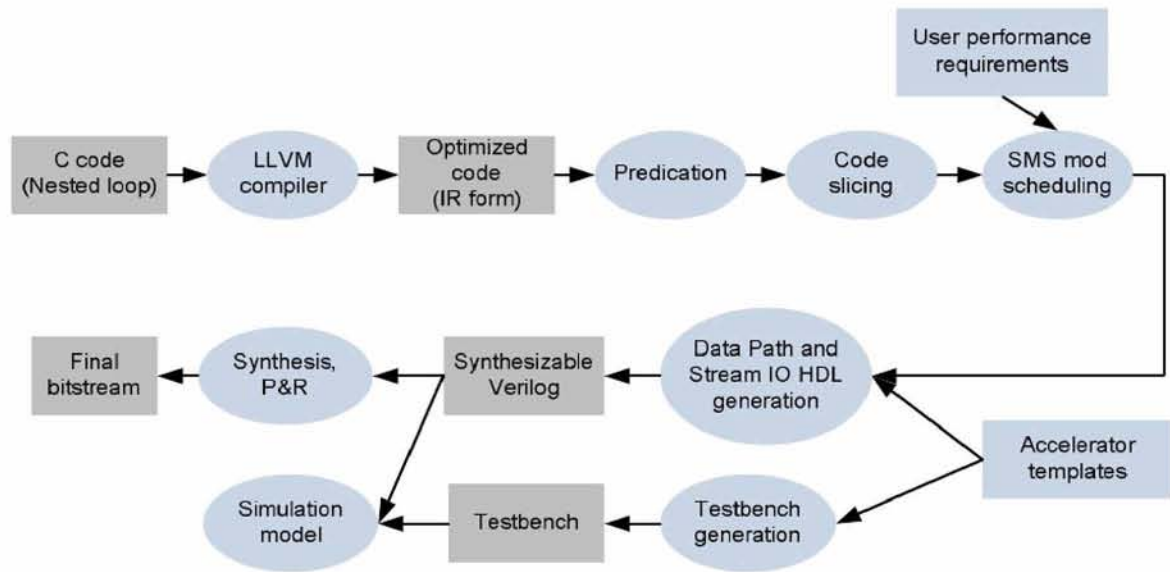 User performance
requirements
C code
(Nested loop)
LLVM
compiler
Optimized
code
(IR form)
Predication
Code
slicing
SMS mod
scheduling
Final
bitstream
Synthesis,
P&R
Synthesizable
Verilog
Data Path and
Stream IO HDL
generation
Accelerator
templates
Simulation
model
Testbench
Testbench
generation